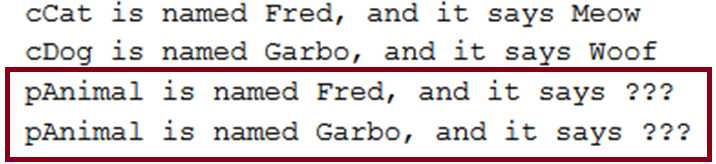 cCat is named Fred, and it says Meow
cDog is named Garbo, and it says Woof
pAnimal is named Fred, and it says ???
pAnimal is named Garbo, and it says ???